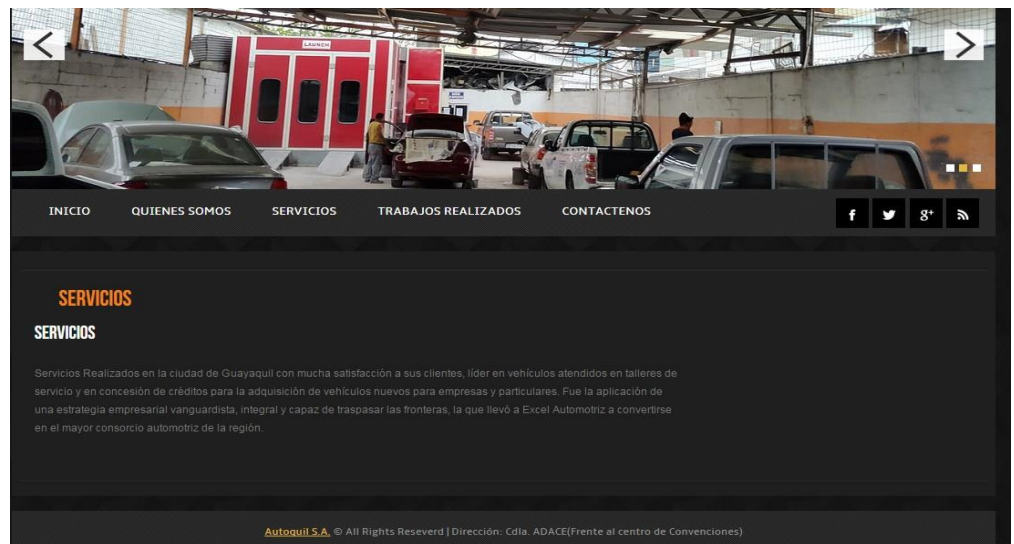 LAUNCH
INICIO QUIENES SOMOS SERVICIOS TRABAJOS REALIZADOS CONTACTENOS f g+
SERVICIOS
SERVICIOS
Servicios Realizados en la ciudad de Guayaquil con mucha satisfacción a sus clientes, líder en vehículos atendidos en talleres de
servicio y en concesión de crèditos para la adquisición de vehículos nuevos para empresas y particulares. Fue la aplicación de
una estrategia empresarial vanguardista, integral y capaz de traspasar las fronteras, la que llevó a Excel Automotriz a convertirse
en el mayor consorcio automotriz de la región.
Autoquil S.A. © All Rights Reseverd | Dirección: Cdla. ADACE(Frente al centro de Convenciones)